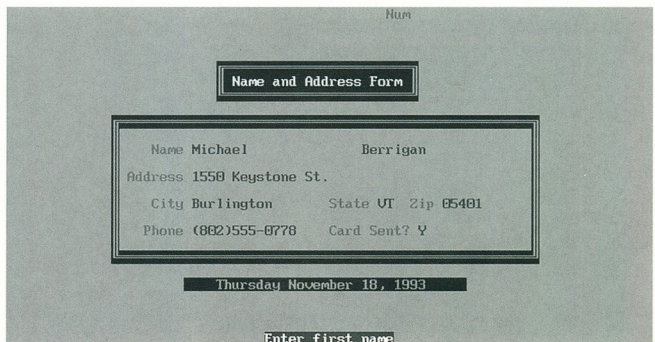 Num
Name and Address Form
Name Michael Berrigan
Address 1550 Keystone St.
City Burlington State VT Zip 05401
Phone (802)555-0778 Card Sent? Y
Thursday November 18, 1993
Enter first name